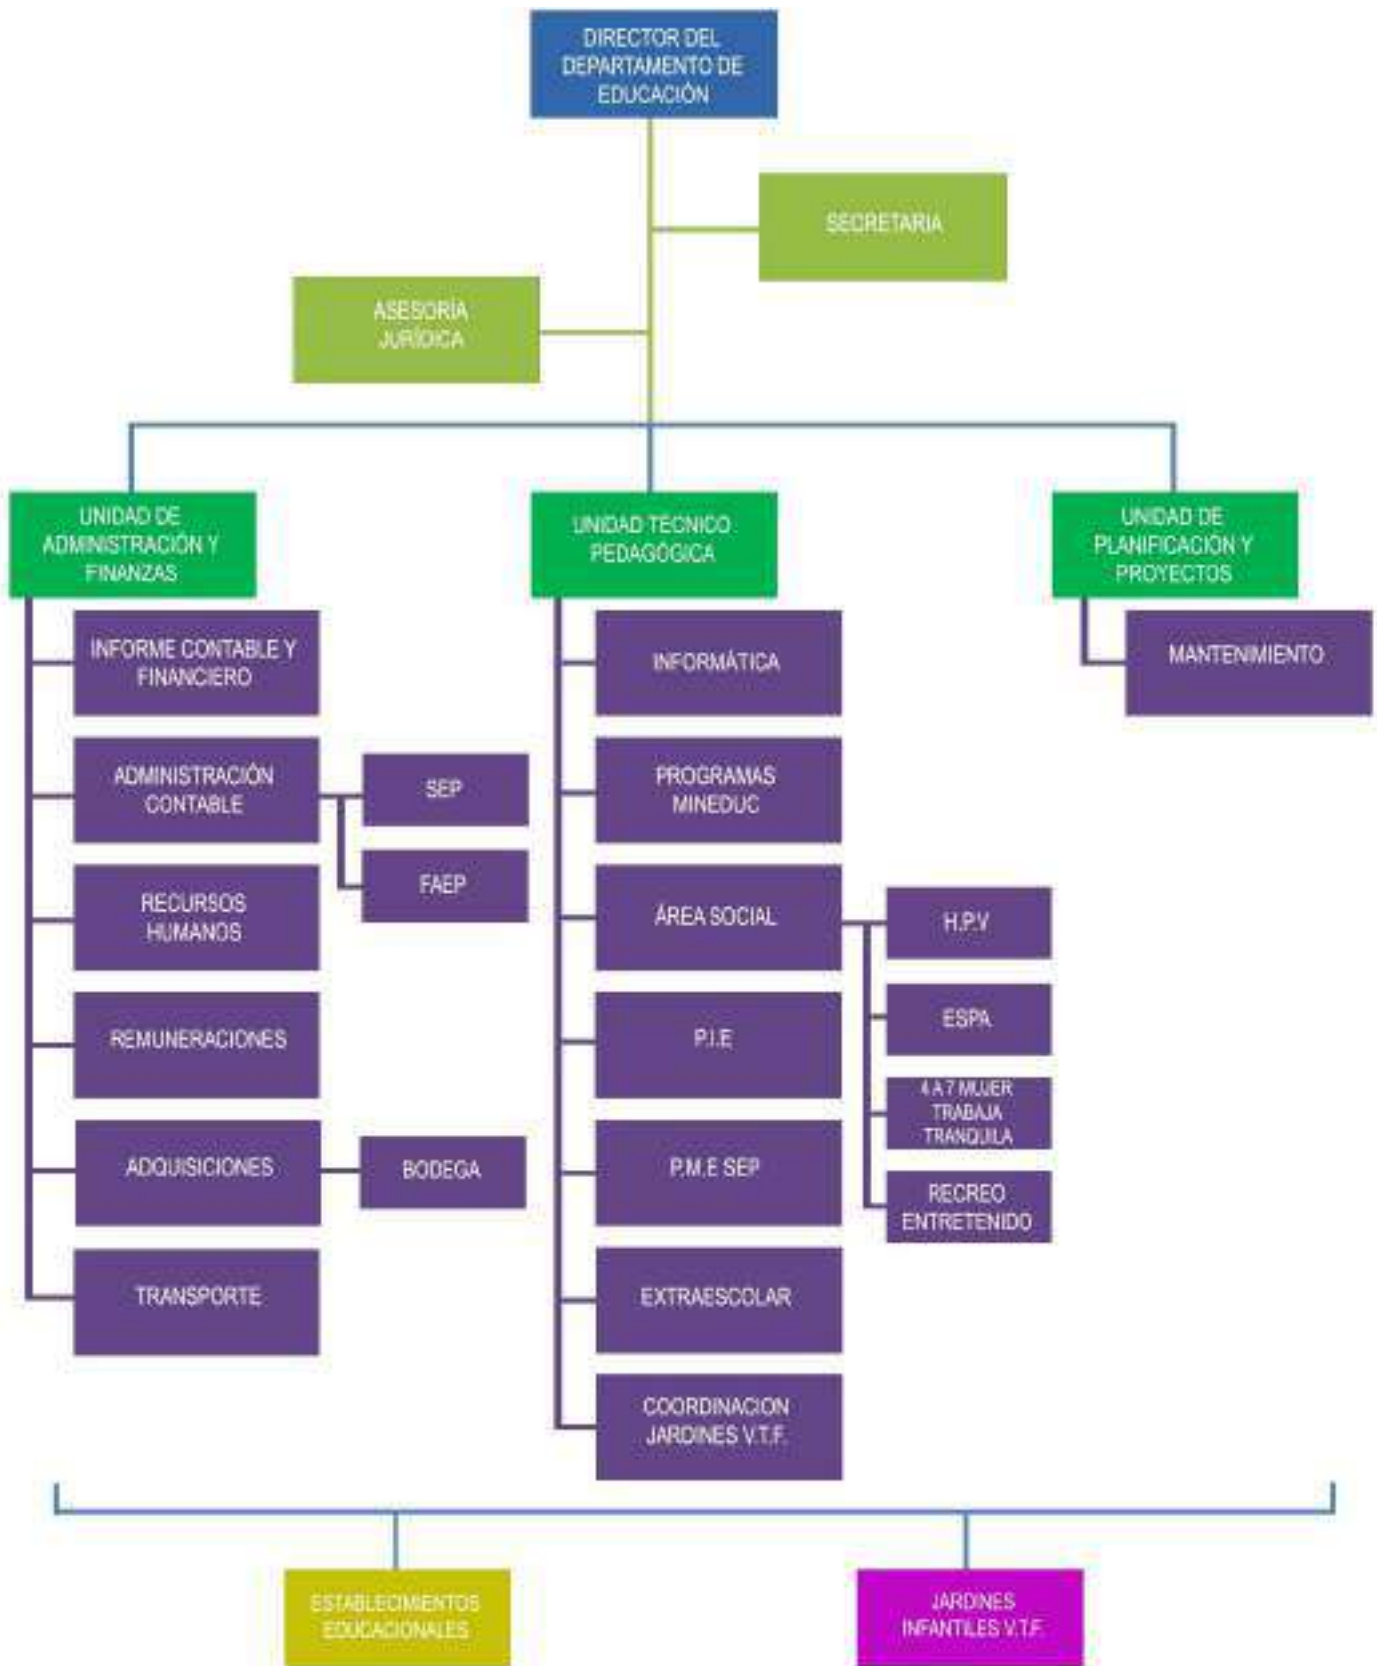 DIRECTOR DEL
DEPARTAMENTO DE
EDUCACIÓN
SECRETARIA
ASESORÍA
JURÍDICA
UNIDAD DE
ADMINISTRACIÓN Y
FINANZAS
UNIDAD TÉCNICO
PEDAGÓGICA
UNIDAD DE
PLANIFICACIÓN Y
PROYECTOS
INFORME CONTABLE Y
FINANCIERO
ADMINISTRACIÓN
CONTABLE
SEP
FAEP
RECURSOS
HUMANOS
REMUNERACIONES
ADQUISICIONES
BODEGA
TRANSPORTE
INFORMÁTICA
PROGRAMAS
MINEDUC
ÁREA SOCIAL
H.P.V
ESPA
4 A 7 MUJER
TRABAJA
TRANQUILA
RECREO
ENTRETENIDO
P.I.E
P.M.E SEP
EXTRAESCOLAR
COORDINACION
JARDINES V.T.F.
MANTENIMIENTO
ESTABLECIMIENTOS
EDUCACIONALES
JARDINES
INFANTILES V.T.F.